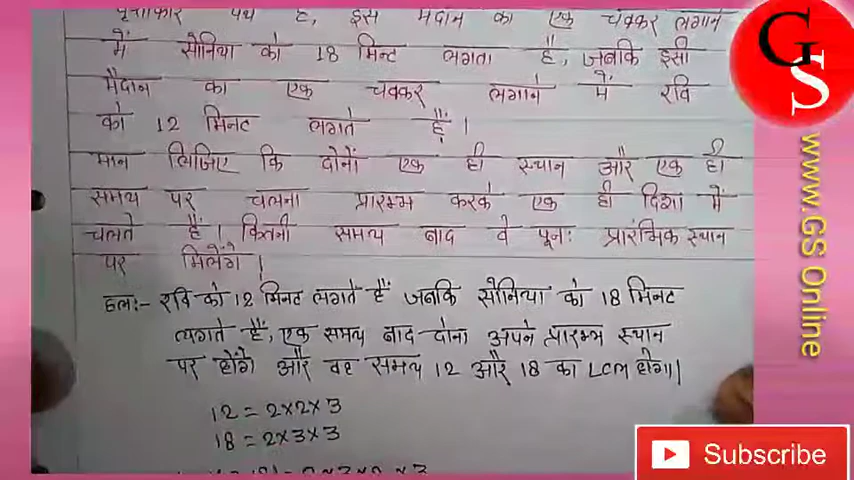 वृत्ताकार पथ है, इस मैदान का एक चक्कर लगाने
में सोनिया को 18 मिन्ट लगता है, जबकि इसी
मैदान का एक चक्कर लगाने में रवि
को 12 मिनट लगते हैं।
मान लिजिए कि दोनों एक ही स्थान और एक ही
समय पर चलना प्रारम्भ करके एक ही दिशा में
चलते हैं। कितनी समय बाद वे पूनः प्रारंम्भिक स्थान
पर मिलेंगे।
हलः- रवि को 12 मिनट लगते हैं जबकि सोनिया को 18 मिनट
लगते हैं, एक समय बाद दोनो अपने प्रारम्भ स्थान
पर होंगे और वह समय 12 और 18 का LCM होगा।
12 = 2×2×3
18 = 2×3×3
GS
www.GS Online
Subscribe